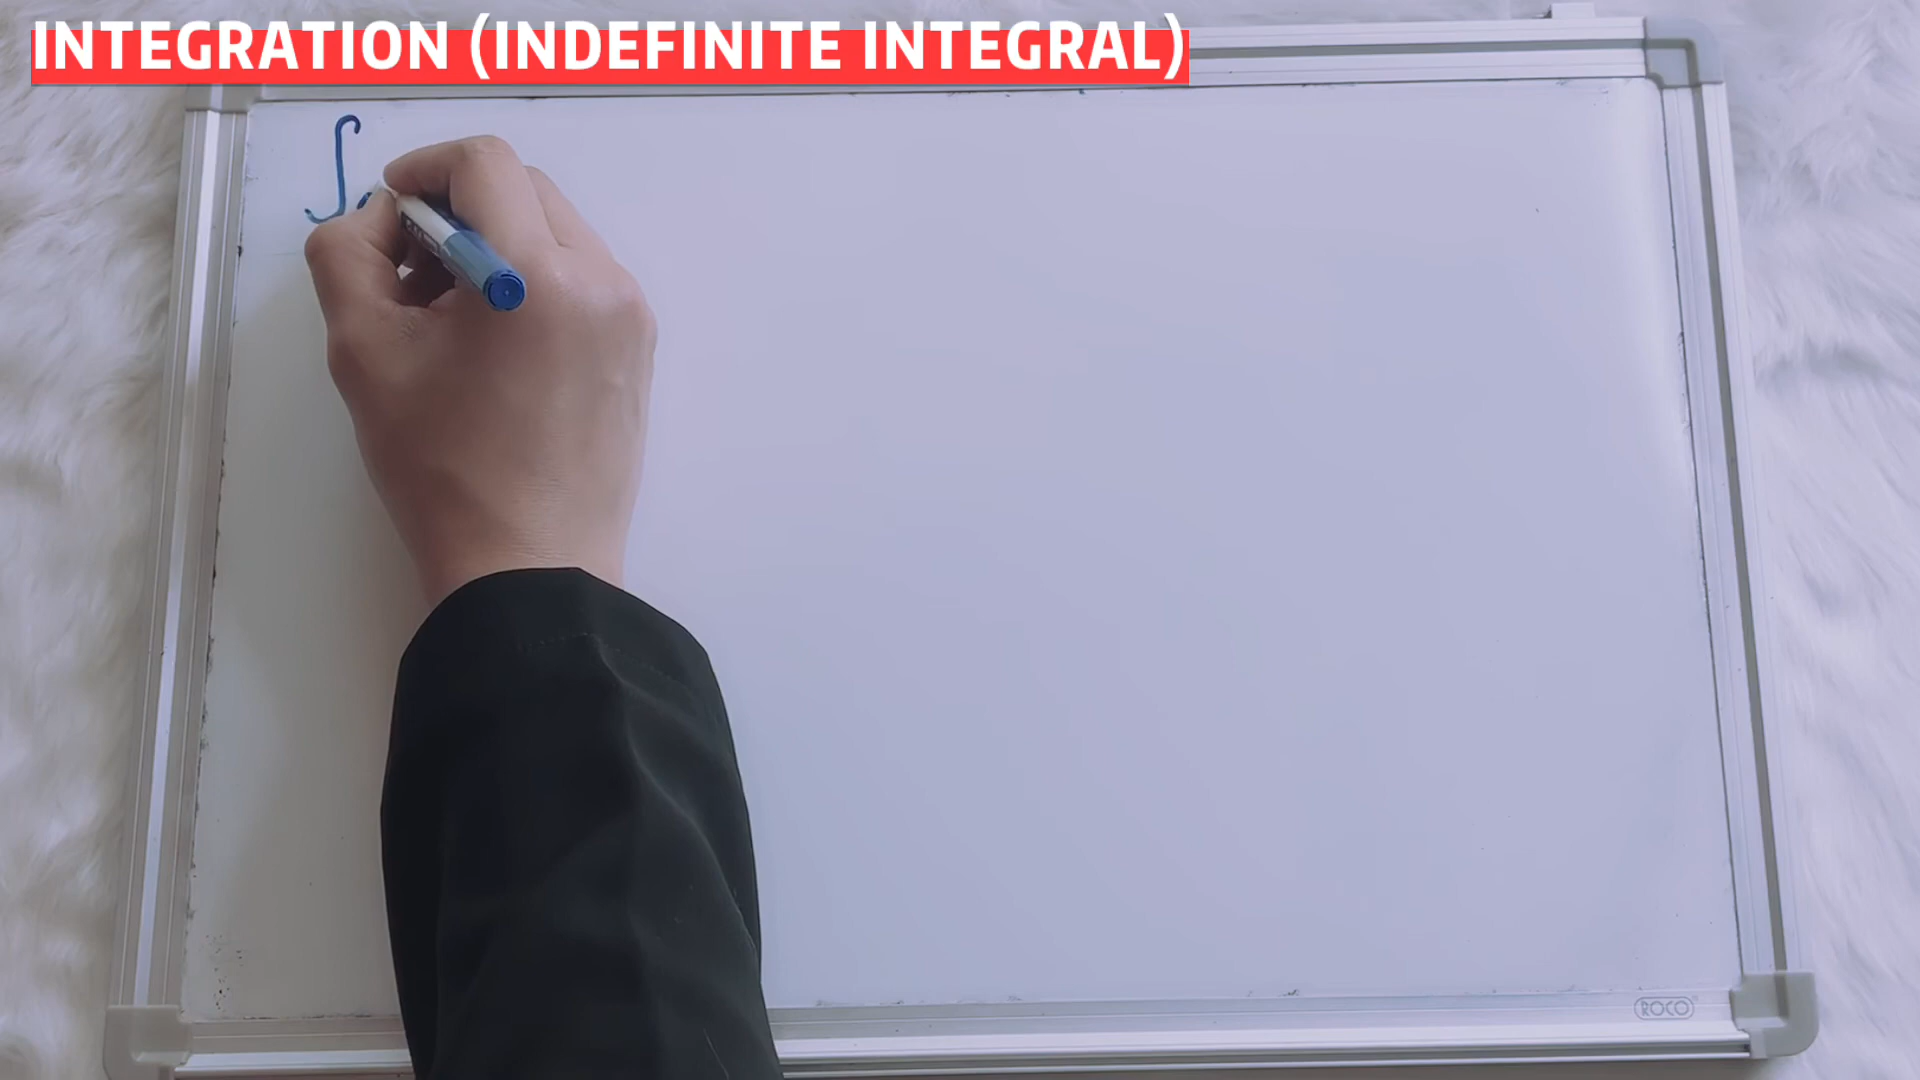 INTEGRATION (INDEFINITE INTEGRAL)
∫
ROCO